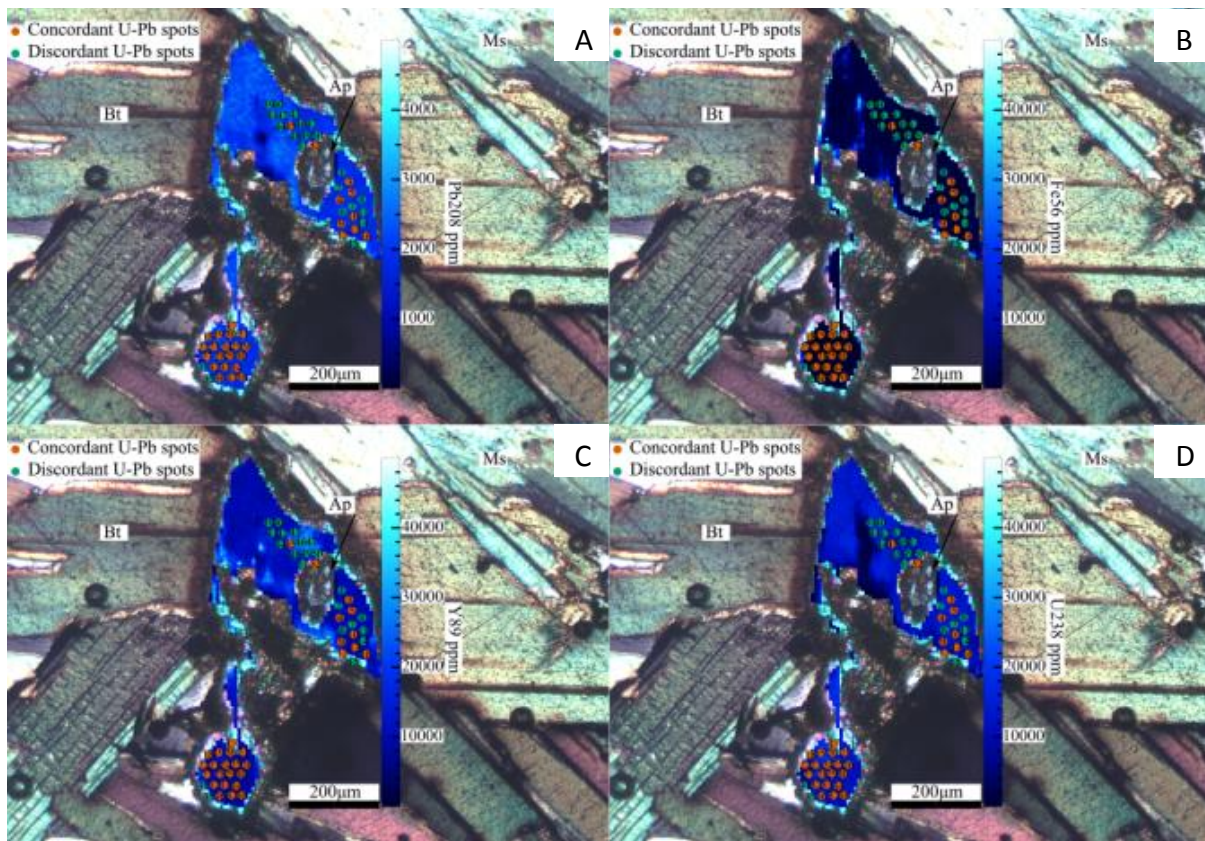 Concordant U-Pb spots
Discordant U-Pb spots
A
Ms
Ap
Bt
4000
3000
2000
1000
Pb208 ppm
200μm
Concordant U-Pb spots
Discordant U-Pb spots
B
Ms
Ap
Bt
40000
30000
20000
10000
Fe56 ppm
200μm
Concordant U-Pb spots
Discordant U-Pb spots
C
Ms
Ap
Bt
40000
30000
20000
10000
Y89 ppm
200μm
Concordant U-Pb spots
Discordant U-Pb spots
D
Ms
Ap
Bt
40000
30000
20000
10000
U238 ppm
200μm